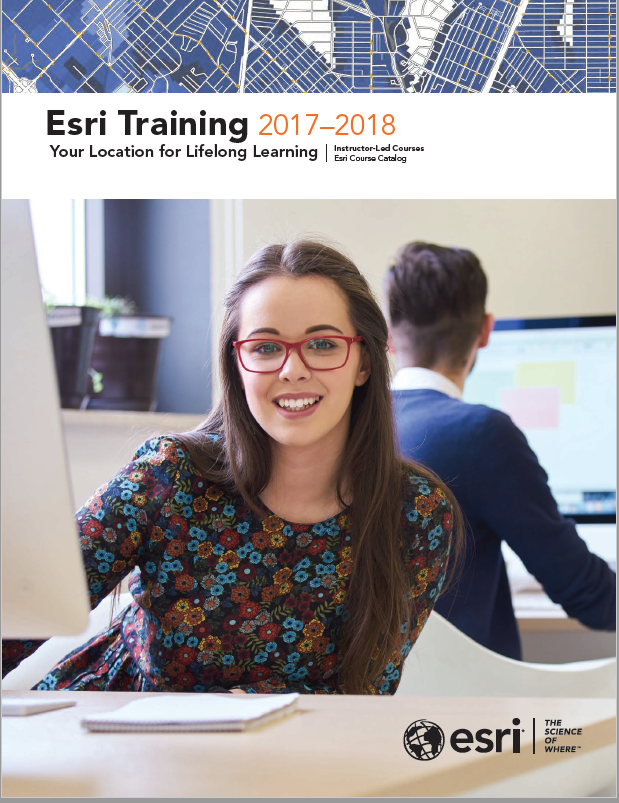 Esri Training 2017–2018
Your Location for Lifelong Learning
Instructor-Led Courses
Esri Course Catalog
esri
THE
SCIENCE
OF
WHERE™